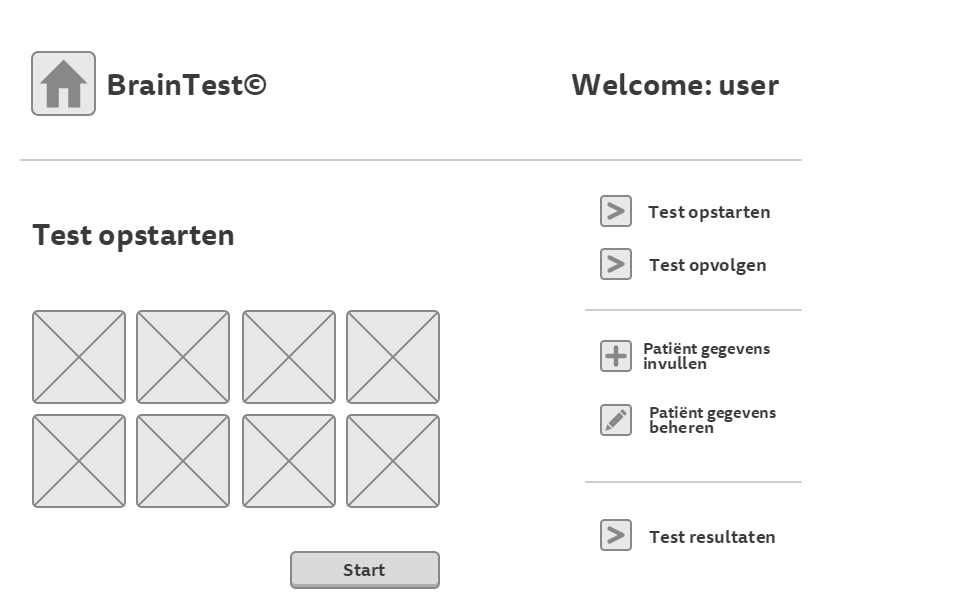 BrainTest©
Welcome: user
Test opstarten
Start
Test opstarten
Test opvolgen
Patiënt gegevens
invullen
Patiënt gegevens
beheren
Test resultaten